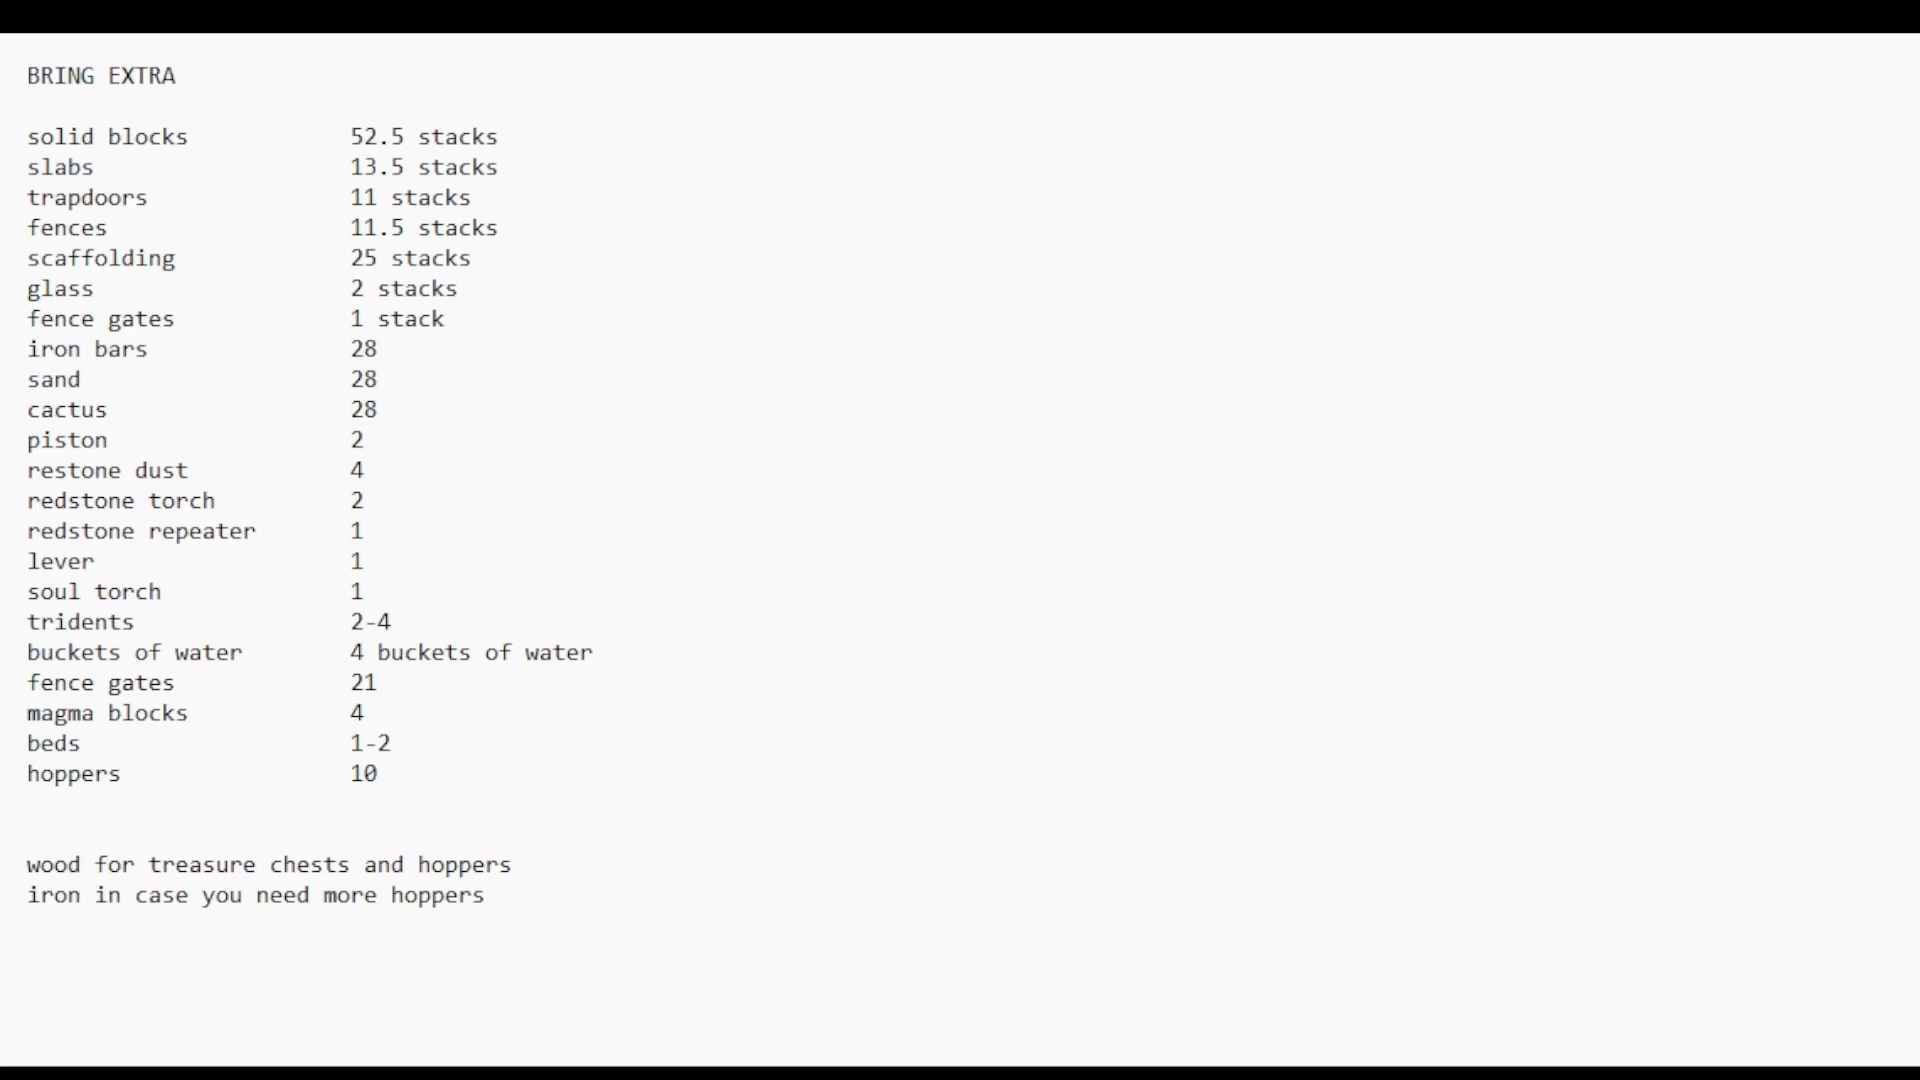 BRING EXTRA
solid blocks 52.5 stacks
slabs 13.5 stacks
trapdoors 11 stacks
fences 11.5 stacks
scaffolding 25 stacks
glass 2 stacks
fence gates 1 stack
iron bars 28
sand 28
cactus 28
piston 2
restone dust 4
redstone torch 2
redstone repeater 1
lever 1
soul torch 1
tridents 2-4
buckets of water 4 buckets of water
fence gates 21
magma blocks 4
beds 1-2
hoppers 10
wood for treasure chests and hoppers
iron in case you need more hoppers